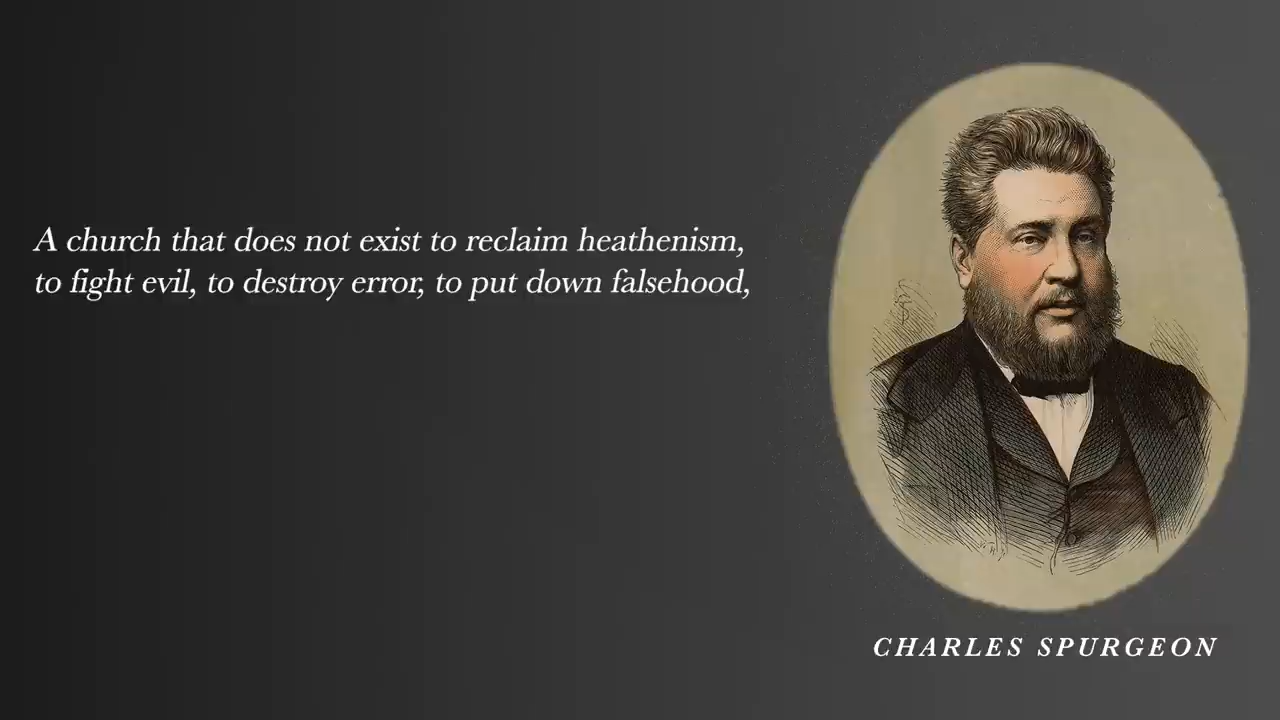 A church that does not exist to reclaim heathenism,
to fight evil, to destroy error, to put down falsehood,
CHARLES SPURGEON